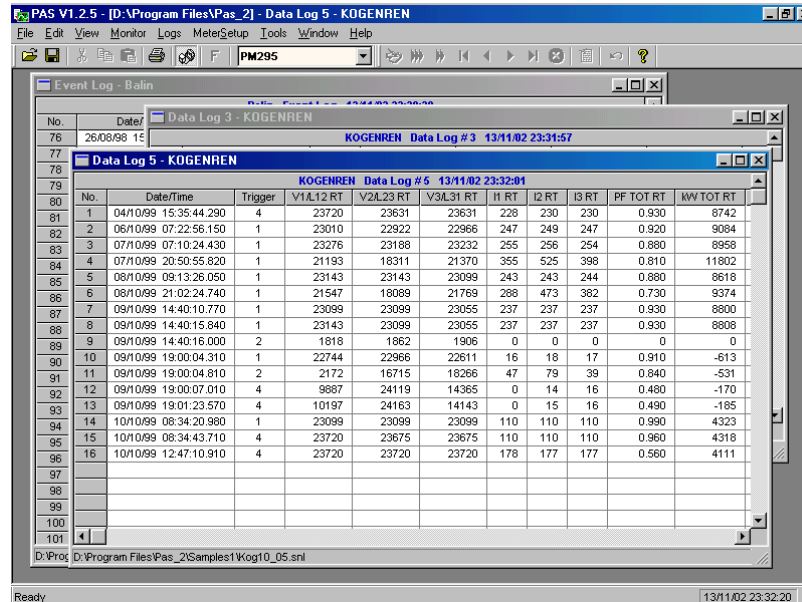 PAS V1.2.5 - [D:\Program Files\Pas_2] - Data Log 5 - KOGENREN
File Edit View Monitor Logs MeterSetup Tools Window Help
F PM295
Event Log - Balin
No. Date/
76 26/08/98 15
77
78
79
80
81
82
83
84
85
86
87
88
89
90
91
92
93
94
95
96
97
98
99
100
101
D:\Prog
Data Log 3 - KOGENREN
KOGENREN Data Log #3 13/11/02 23:31:57
Data Log 5 - KOGENREN
KOGENREN Data Log #5 13/11/02 23:32:01
No. Date/Time Trigger V1/L12 RT V2/L23 RT V3/L31 RT I1 RT I2 RT I3 RT PF TOT RT kW TOT RT
1 04/10/99 15:35:44.290 4 23720 23631 23631 228 230 230 0.930 8742
2 06/10/99 07:22:56.150 1 23010 22922 22966 247 249 247 0.920 9084
3 07/10/99 07:10:24.430 1 23276 23188 23232 255 256 254 0.880 8958
4 07/10/99 20:50:55.820 1 21193 18311 21370 355 525 398 0.810 11802
5 08/10/99 09:13:26.050 1 23143 23143 23099 243 243 244 0.880 8618
6 08/10/99 21:02:24.740 1 21547 18089 21769 288 473 382 0.730 9374
7 09/10/99 14:40:10.770 1 23099 23099 23055 237 237 237 0.930 8800
8 09/10/99 14:40:15.840 1 23143 23099 23055 237 237 237 0.930 8808
9 09/10/99 14:40:16.000 2 1818 1862 1906 0 0 0 0 0
10 09/10/99 19:00:04.310 1 22744 22966 22611 16 18 17 0.910 -613
11 09/10/99 19:00:04.810 2 2172 16715 18266 47 79 39 0.840 -531
12 09/10/99 19:00:07.010 4 9887 24119 14365 0 14 16 0.480 -170
13 09/10/99 19:01:23.570 4 10197 24163 14143 0 15 16 0.490 -185
14 10/10/99 08:34:20.980 1 23099 23099 23099 110 110 110 0.990 4323
15 10/10/99 08:34:43.710 4 23720 23675 23675 110 110 110 0.960 4318
16 10/10/99 12:47:10.910 4 23720 23720 23720 178 177 177 0.560 4111
D:\Program Files\Pas_2\Samples1\Kog10_05.snl
Ready 13/11/02 23:32:20